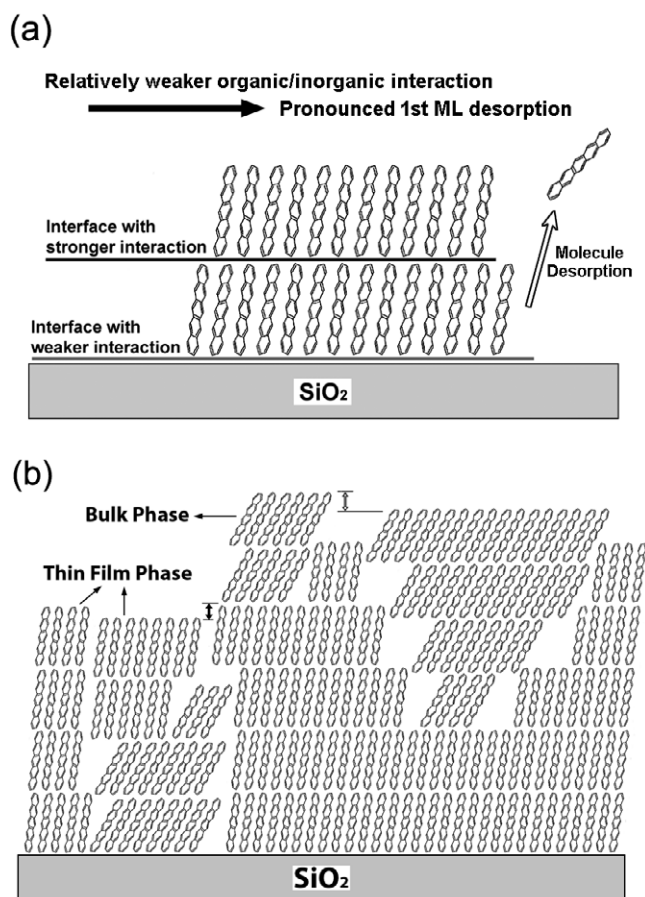 (a)
Relatively weaker organic/inorganic interaction
Pronounced 1st ML desorption
Interface with
stronger interaction
Molecule
Desorption
Interface with
weaker interaction
SiO₂
(b)
Bulk Phase
Thin Film Phase
SiO₂